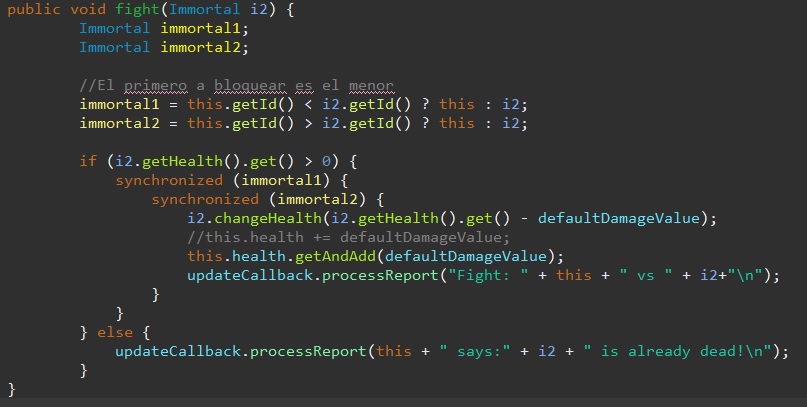 public void fight(Immortal i2) {
Immortal immortal1;
Immortal immortal2;
//El primero a bloquear es el menor
immortal1 = this.getId() < i2.getId() ? this : i2;
immortal2 = this.getId() > i2.getId() ? this : i2;
if (i2.getHealth().get() > 0) {
synchronized (immortal1) {
synchronized (immortal2) {
i2.changeHealth(i2.getHealth().get() - defaultDamageValue);
//this.health += defaultDamageValue;
this.health.getAndAdd(defaultDamageValue);
updateCallback.processReport("Fight: " + this + " vs " + i2+"\n");
}
}
} else {
updateCallback.processReport(this + " says:" + i2 + " is already dead!\n");
}
}